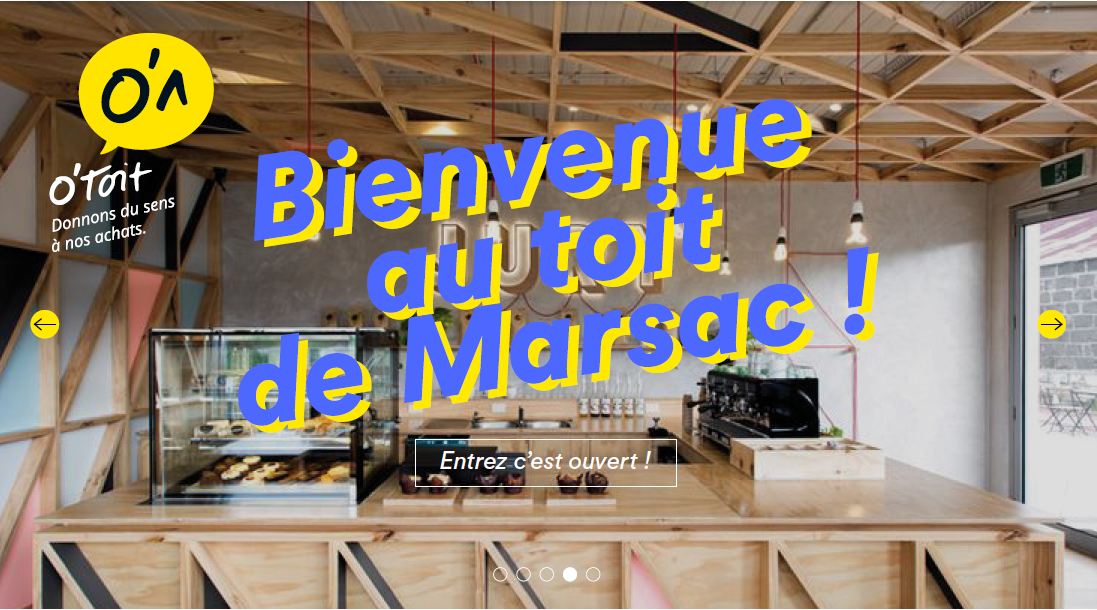 O'^
O'Toit
Donnons du sens
à nos achats.
Bienvenue
au toit
de Marsac !
Entrez c'est ouvert !